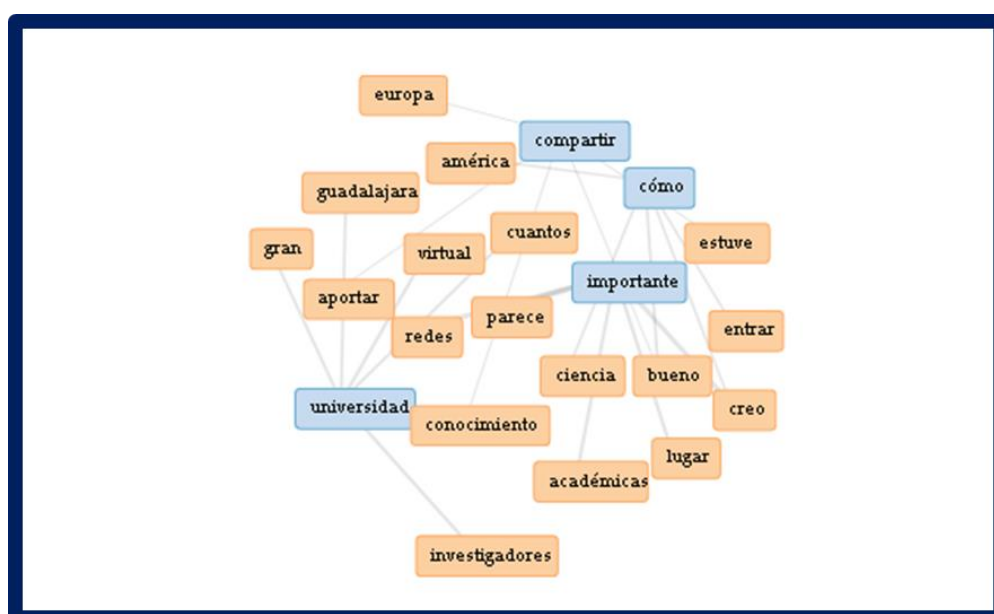 europa
compartir
américa
cómo
guadalajara
cuantos
estuve
gran
virtual
importante
aportar
parece
entrar
redes
ciencia
bueno
universidad
creo
conocimiento
lugar
académicas
investigadores